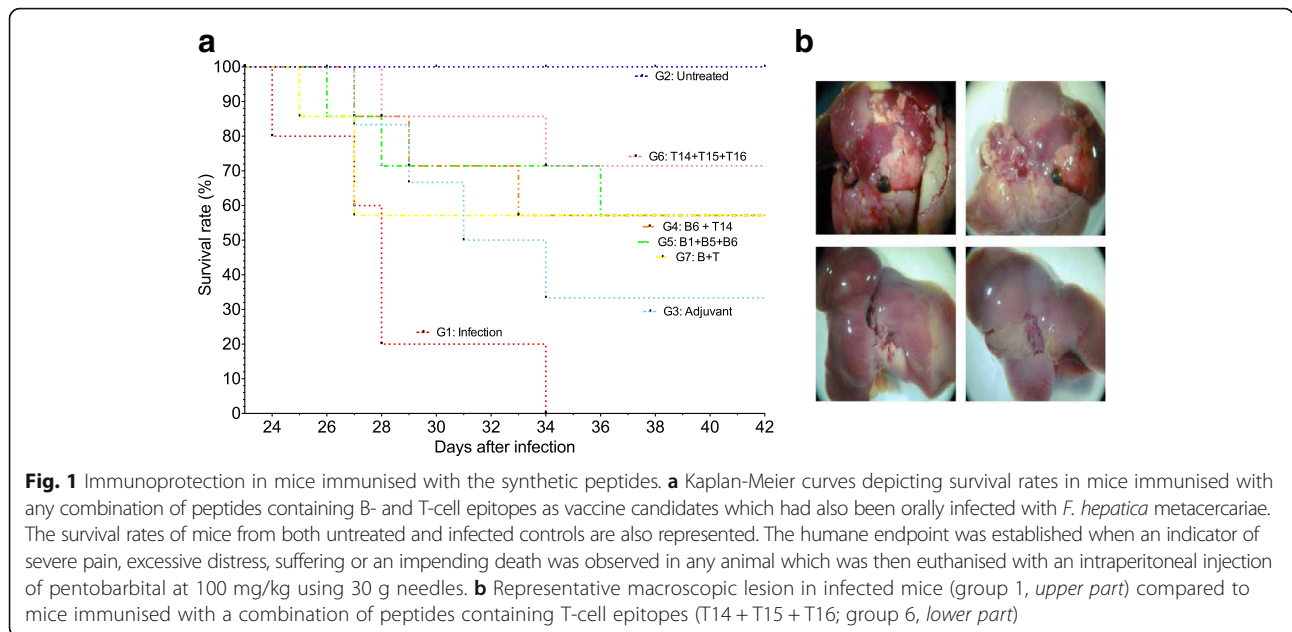 a
b
100
90
80
70
60
50
40
30
20
10
0
Survival rate (%)
24 26 28 30 32 34 36 38 40 42
Days after infection
G2: Untreated
G6: T14+T15+T16
G4: B6 + T14
G5: B1+B5+B6
G7: B+T
G3: Adjuvant
G1: Infection
Fig. 1 Immunoprotection in mice immunised with the synthetic peptides. a Kaplan-Meier curves depicting survival rates in mice immunised with
any combination of peptides containing B- and T-cell epitopes as vaccine candidates which had also been orally infected with F. hepatica metacercariae.
The survival rates of mice from both untreated and infected controls are also represented. The humane endpoint was established when an indicator of
severe pain, excessive distress, suffering or an impending death was observed in any animal which was then euthanised with an intraperitoneal injection
of pentobarbital at 100 mg/kg using 30 g needles. b Representative macroscopic lesion in infected mice (group 1, upper part) compared to
mice immunised with a combination of peptides containing T-cell epitopes (T14 + T15 + T16; group 6, lower part)